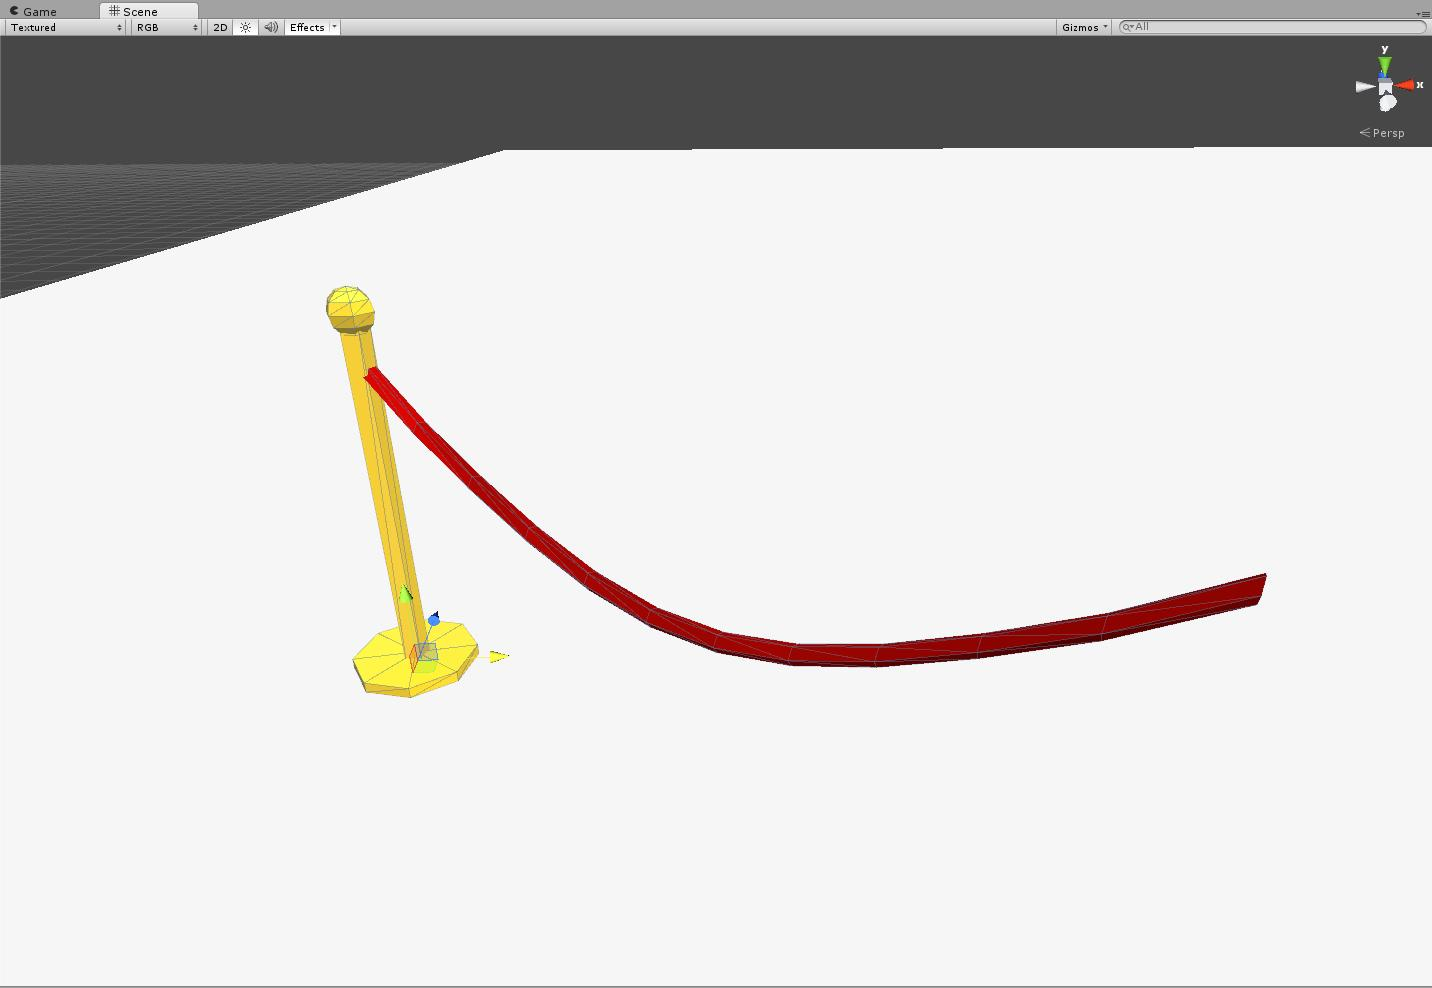 Game Scene
Textured RGB 2D Effects Gizmos All
y
x
Persp